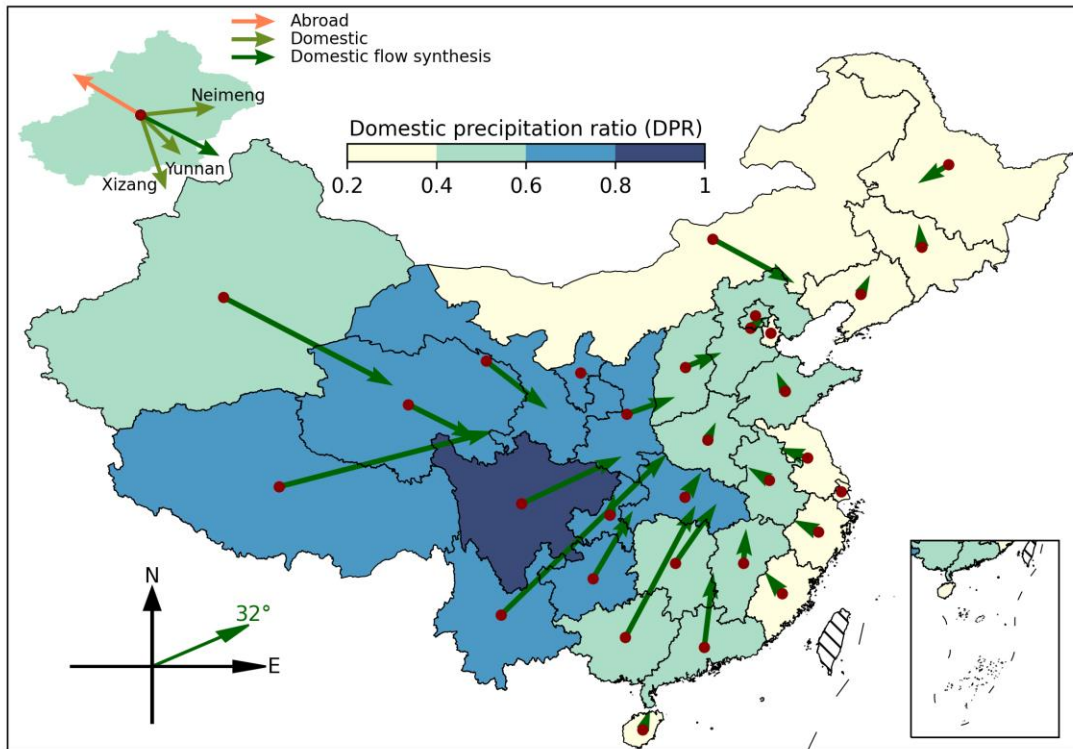 Abroad
Domestic
Domestic flow synthesis
Neimeng
Yunnan
Xizang
Domestic precipitation ratio (DPR)
0.2 0.4 0.6 0.8 1
N
32°
E